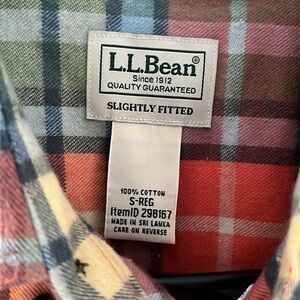 L.L.Bean®
Since 1912
QUALITY GUARANTEED
SLIGHTLY FITTED
100% COTTON
S-REG
ItemID 298167
MADE IN SRI LANKA
CARE ON REVERSE